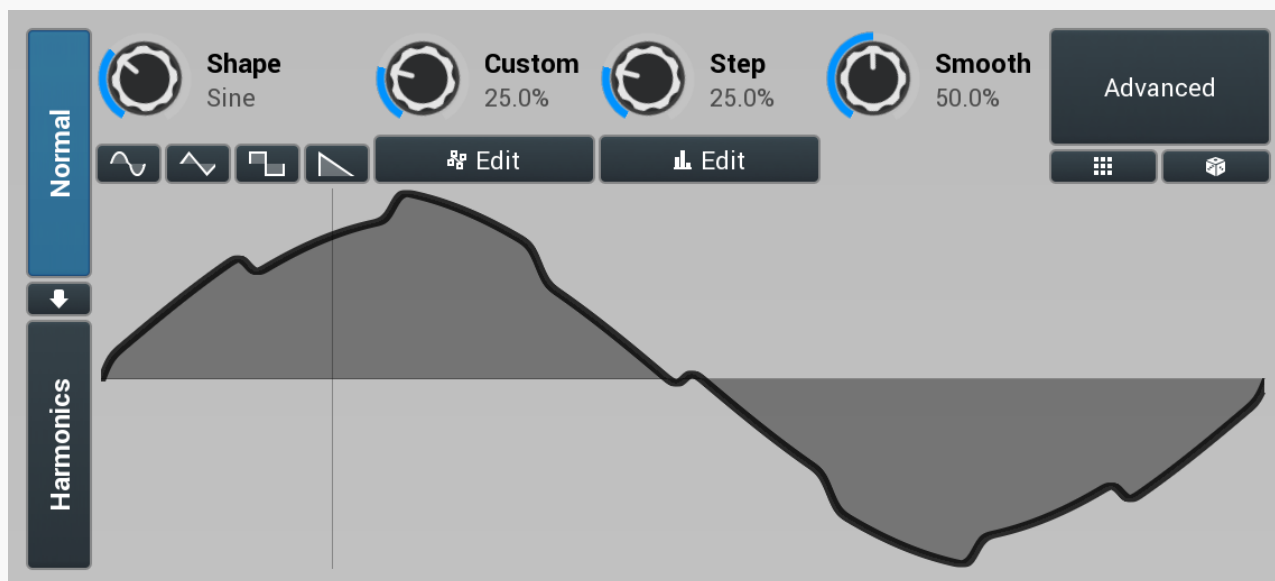 Normal
Harmonics
Shape
Sine
Custom
25.0%
Step
25.0%
Smooth
50.0%
Advanced
Edit
Edit